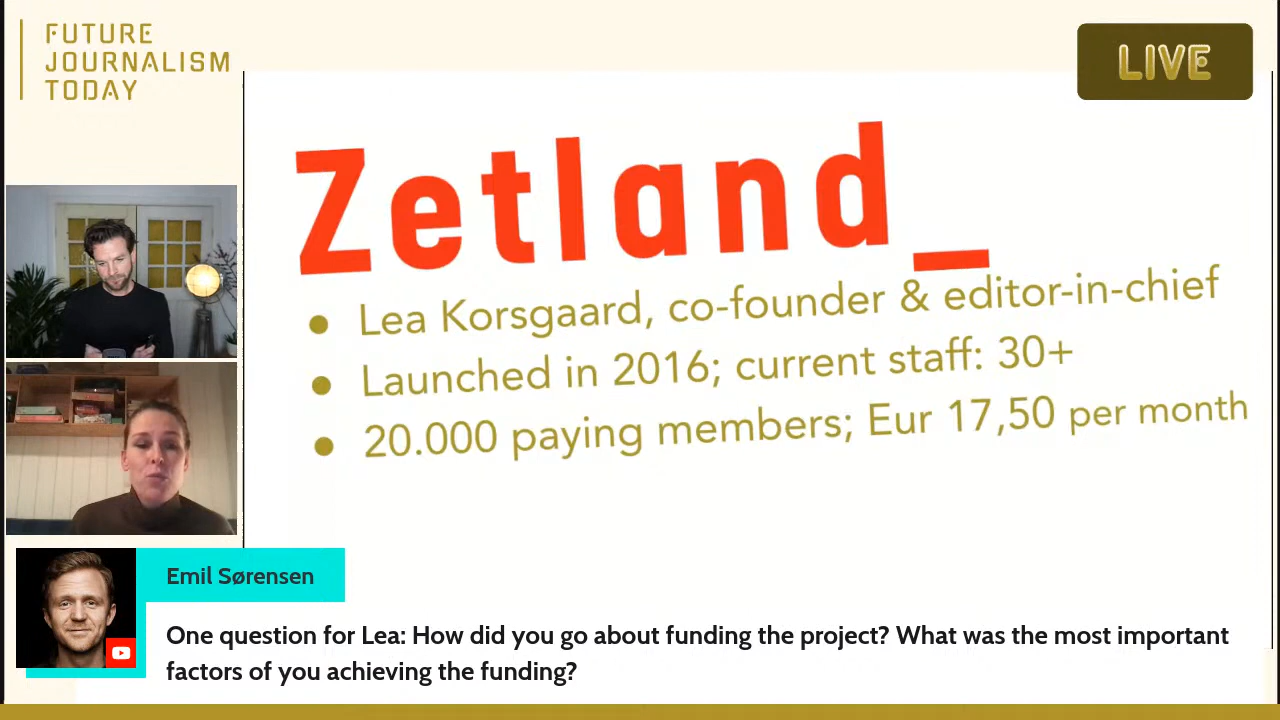 FUTURE
JOURNALISM
TODAY
LIVE
Zetland_
Lea Korsgaard, co-founder & editor-in-chief
Launched in 2016; current staff: 30+
20.000 paying members; Eur 17,50 per month
Emil Sørensen
One question for Lea: How did you go about funding the project? What was the most important
factors of you achieving the funding?